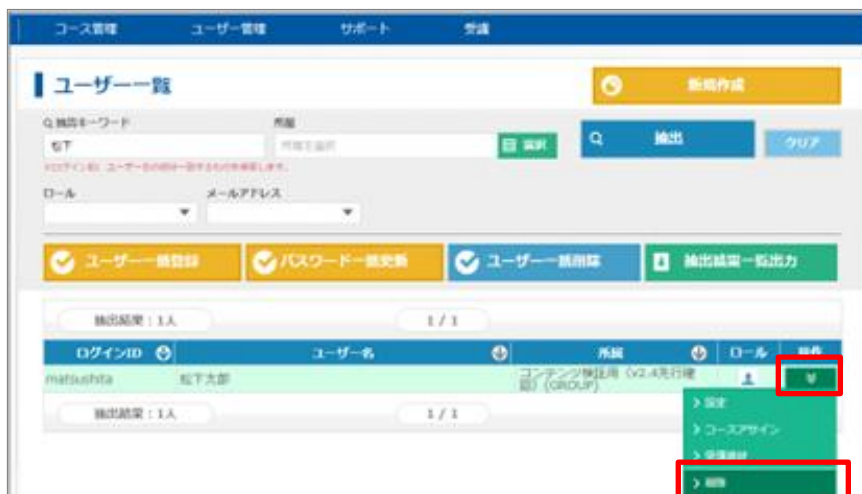 コース管理 ユーザー管理 サポート 受講
ユーザー一覧
新規作成
抽出キーワード 所属
松下 所属を選択 選択 抽出 クリア
ロール メールアドレス
ユーザー一括登録 パスワード一括更新 ユーザー一括削除 抽出結果一覧出力
抽出結果：1人 1 / 1
ログインID ユーザー名 所属 ロール 操作
matsushita 松下太郎 コンテンツ検証用（v2.4先行確認）(GROUP)
設定
抽出結果：1人 1 / 1
コースアサイン
削除